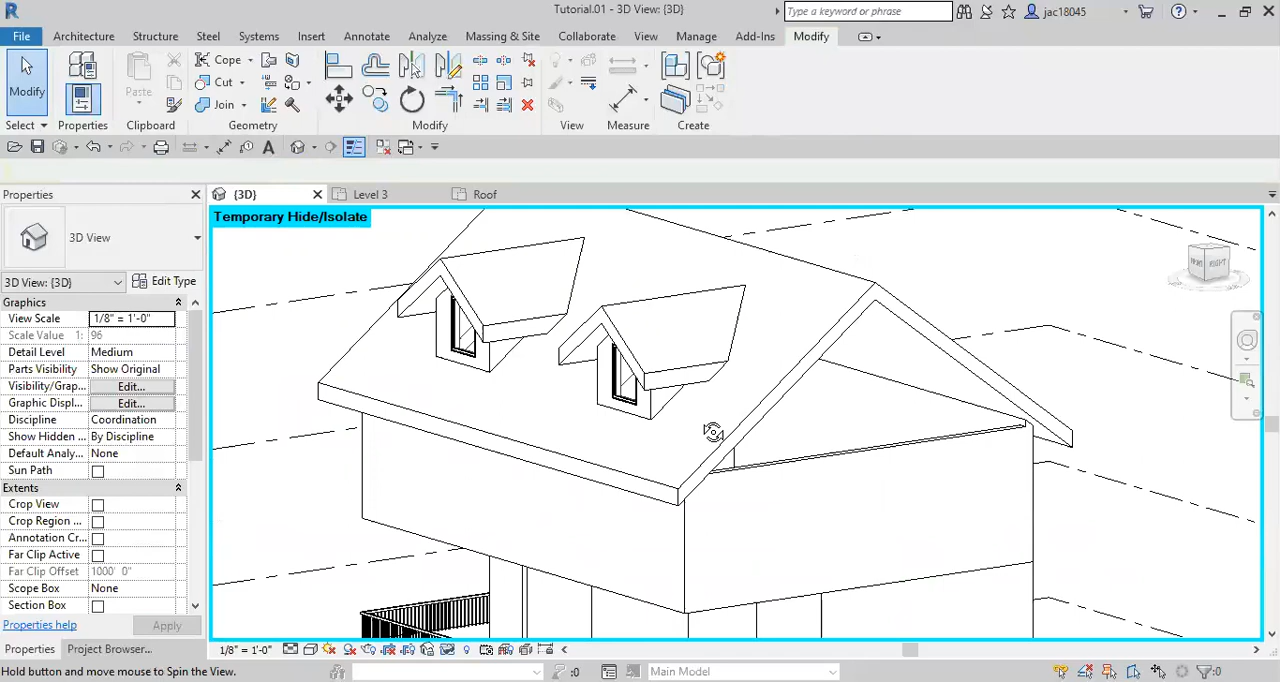 Tutorial.01 - 3D View: {3D}
Type a keyword or phrase
jac18045
File Architecture Structure Steel Systems Insert Annotate Analyze Massing & Site Collaborate View Manage Add-Ins Modify
Modify
Paste
Cope
Cut
Join
Select Properties Clipboard Geometry Modify View Measure Create
Properties
{3D} Level 3 Roof
3D View
Temporary Hide/Isolate
3D View: {3D} Edit Type
Graphics
View Scale 1/8" = 1'-0"
Scale Value 1: 96
Detail Level Medium
Parts Visibility Show Original
Visibility/Grap... Edit...
Graphic Displ... Edit...
Discipline Coordination
Show Hidden ... By Discipline
Default Analy... None
Sun Path
Extents
Crop View
Crop Region ...
Annotation Cr...
Far Clip Active
Far Clip Offset 1000' 0"
Scope Box None
Section Box
Properties help Apply
Properties Project Browser...
1/8" = 1'-0"
Hold button and move mouse to Spin the View.
:0
Main Model
:0